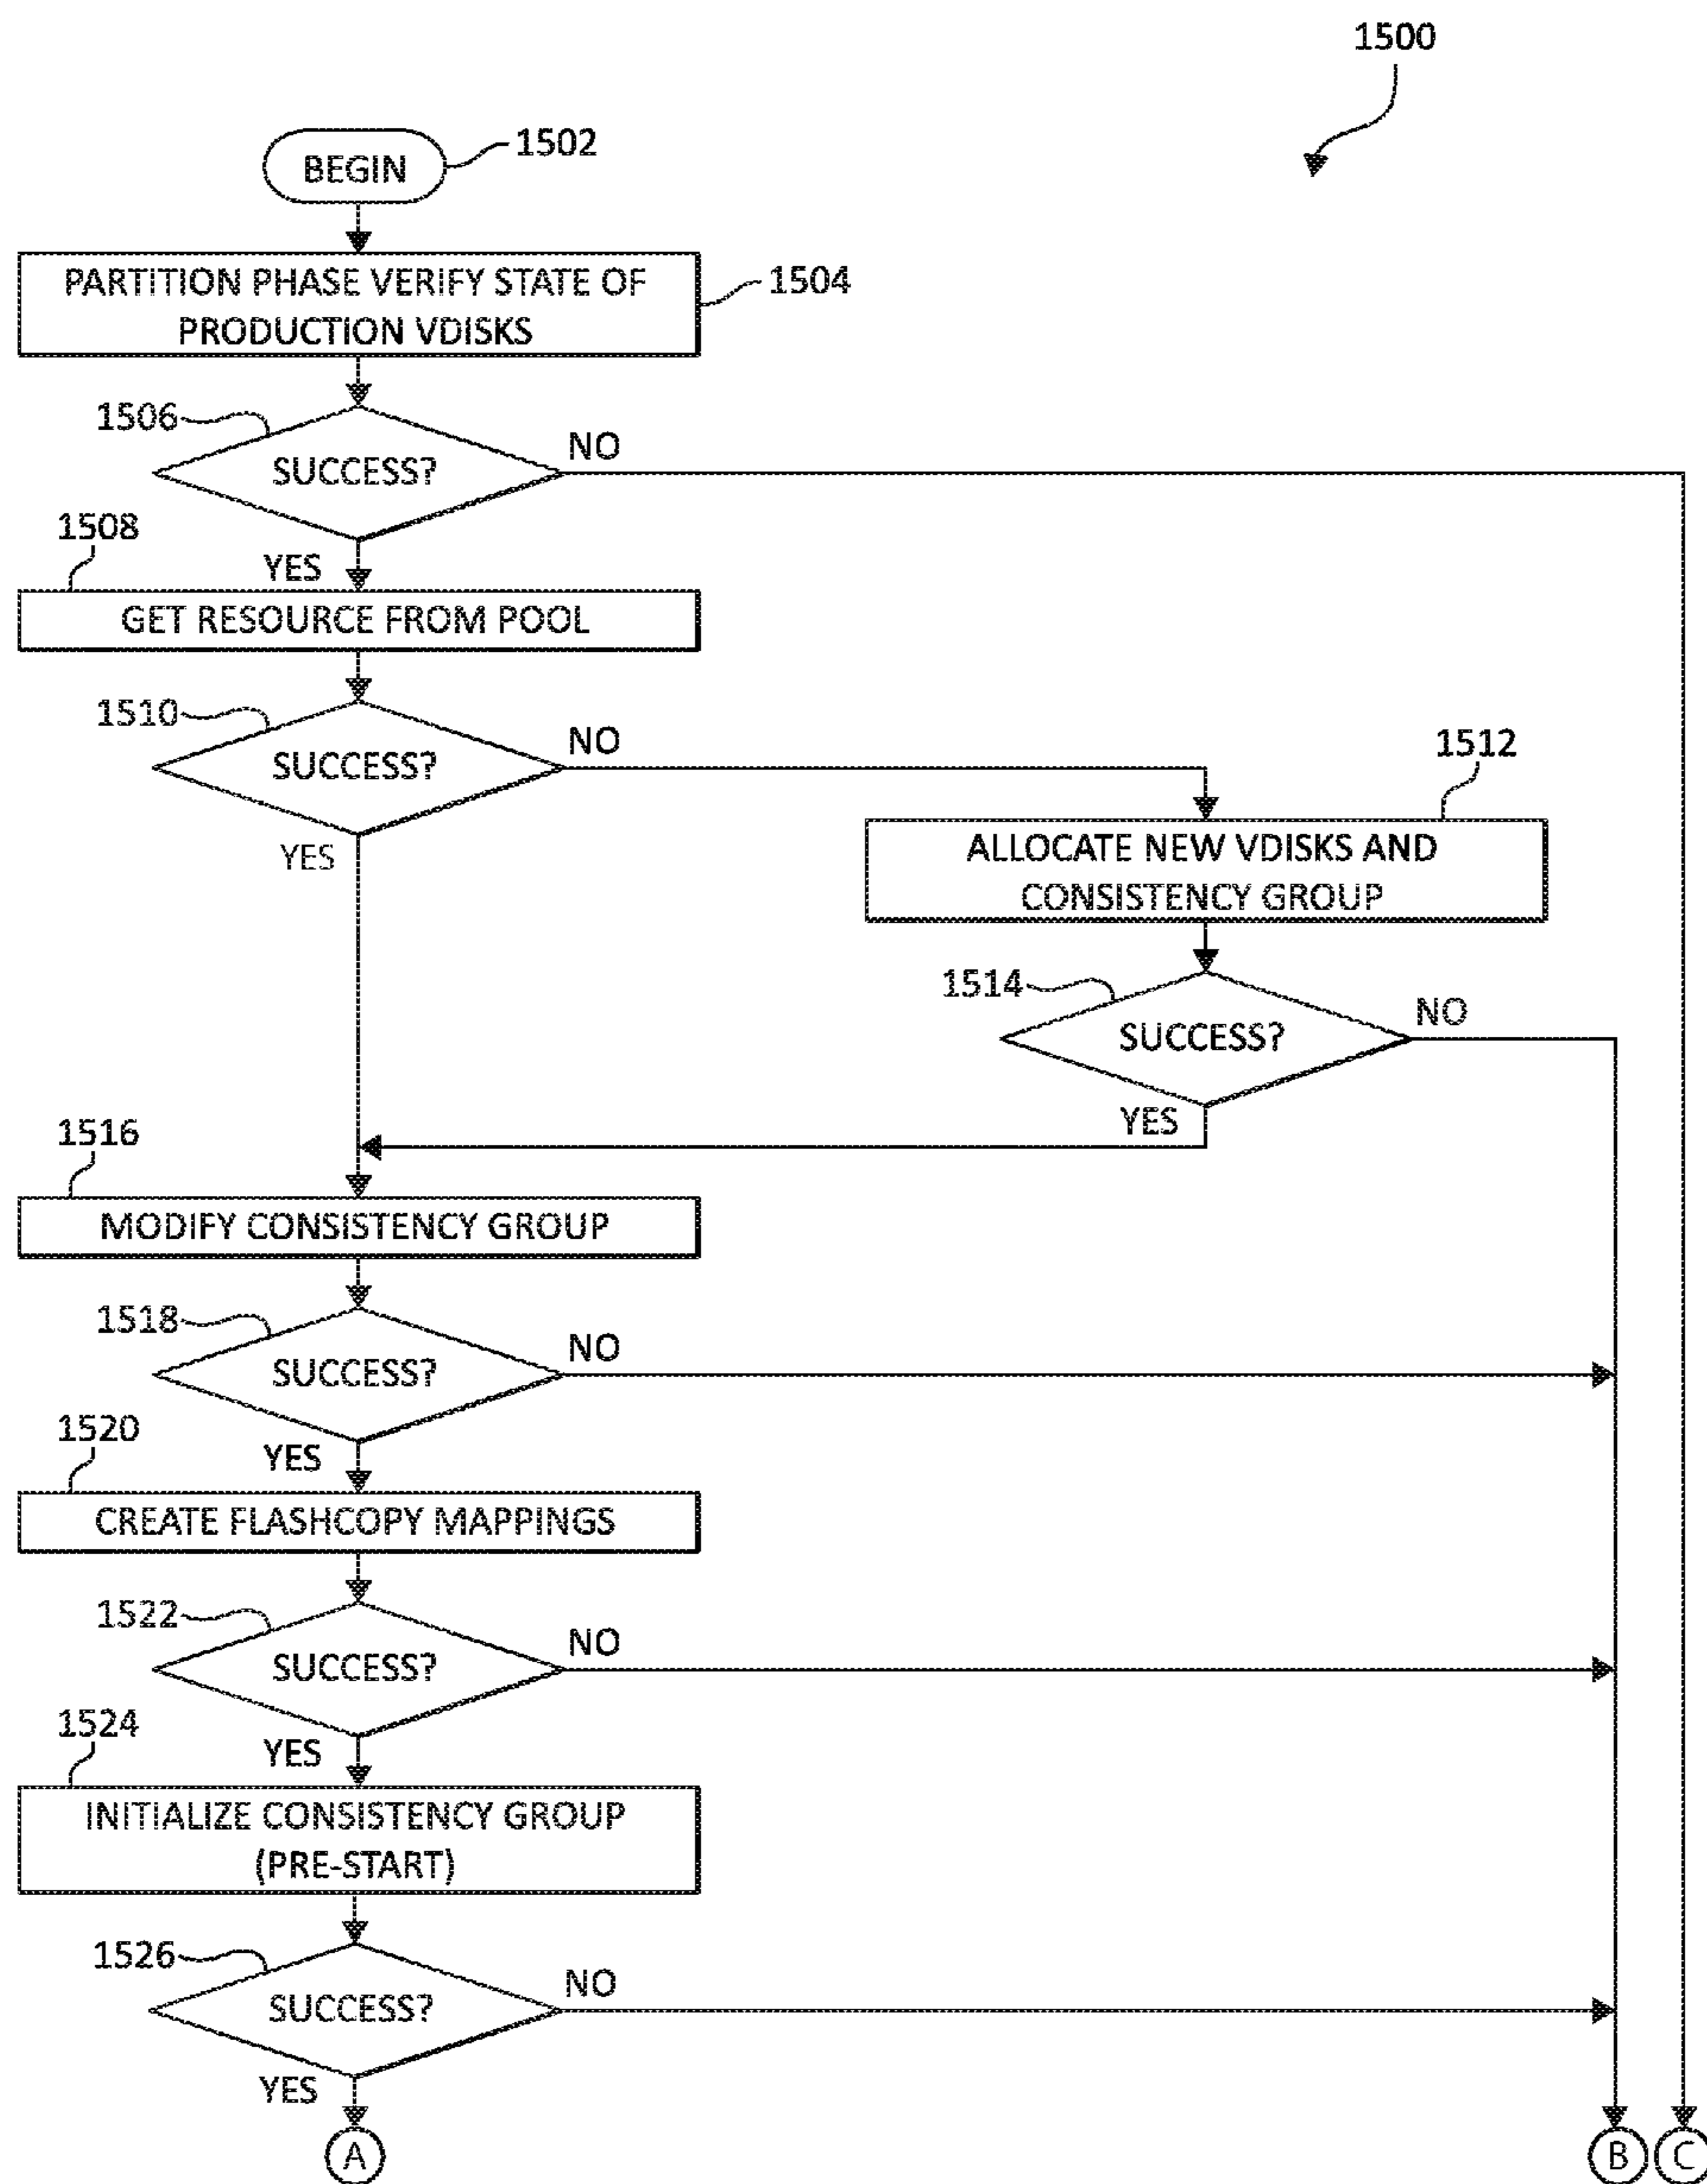 1500
BEGIN
1502
PARTITION PHASE VERIFY STATE OF
PRODUCTION VDISKS
1504
1506
SUCCESS?
NO
YES
1508
GET RESOURCE FROM POOL
1510
SUCCESS?
NO
YES
1512
ALLOCATE NEW VDISKS AND
CONSISTENCY GROUP
1514
SUCCESS?
NO
YES
1516
MODIFY CONSISTENCY GROUP
1518
SUCCESS?
NO
YES
1520
CREATE FLASHCOPY MAPPINGS
1522
SUCCESS?
NO
YES
1524
INITIALIZE CONSISTENCY GROUP
(PRE-START)
1526
SUCCESS?
NO
YES
A
B
C